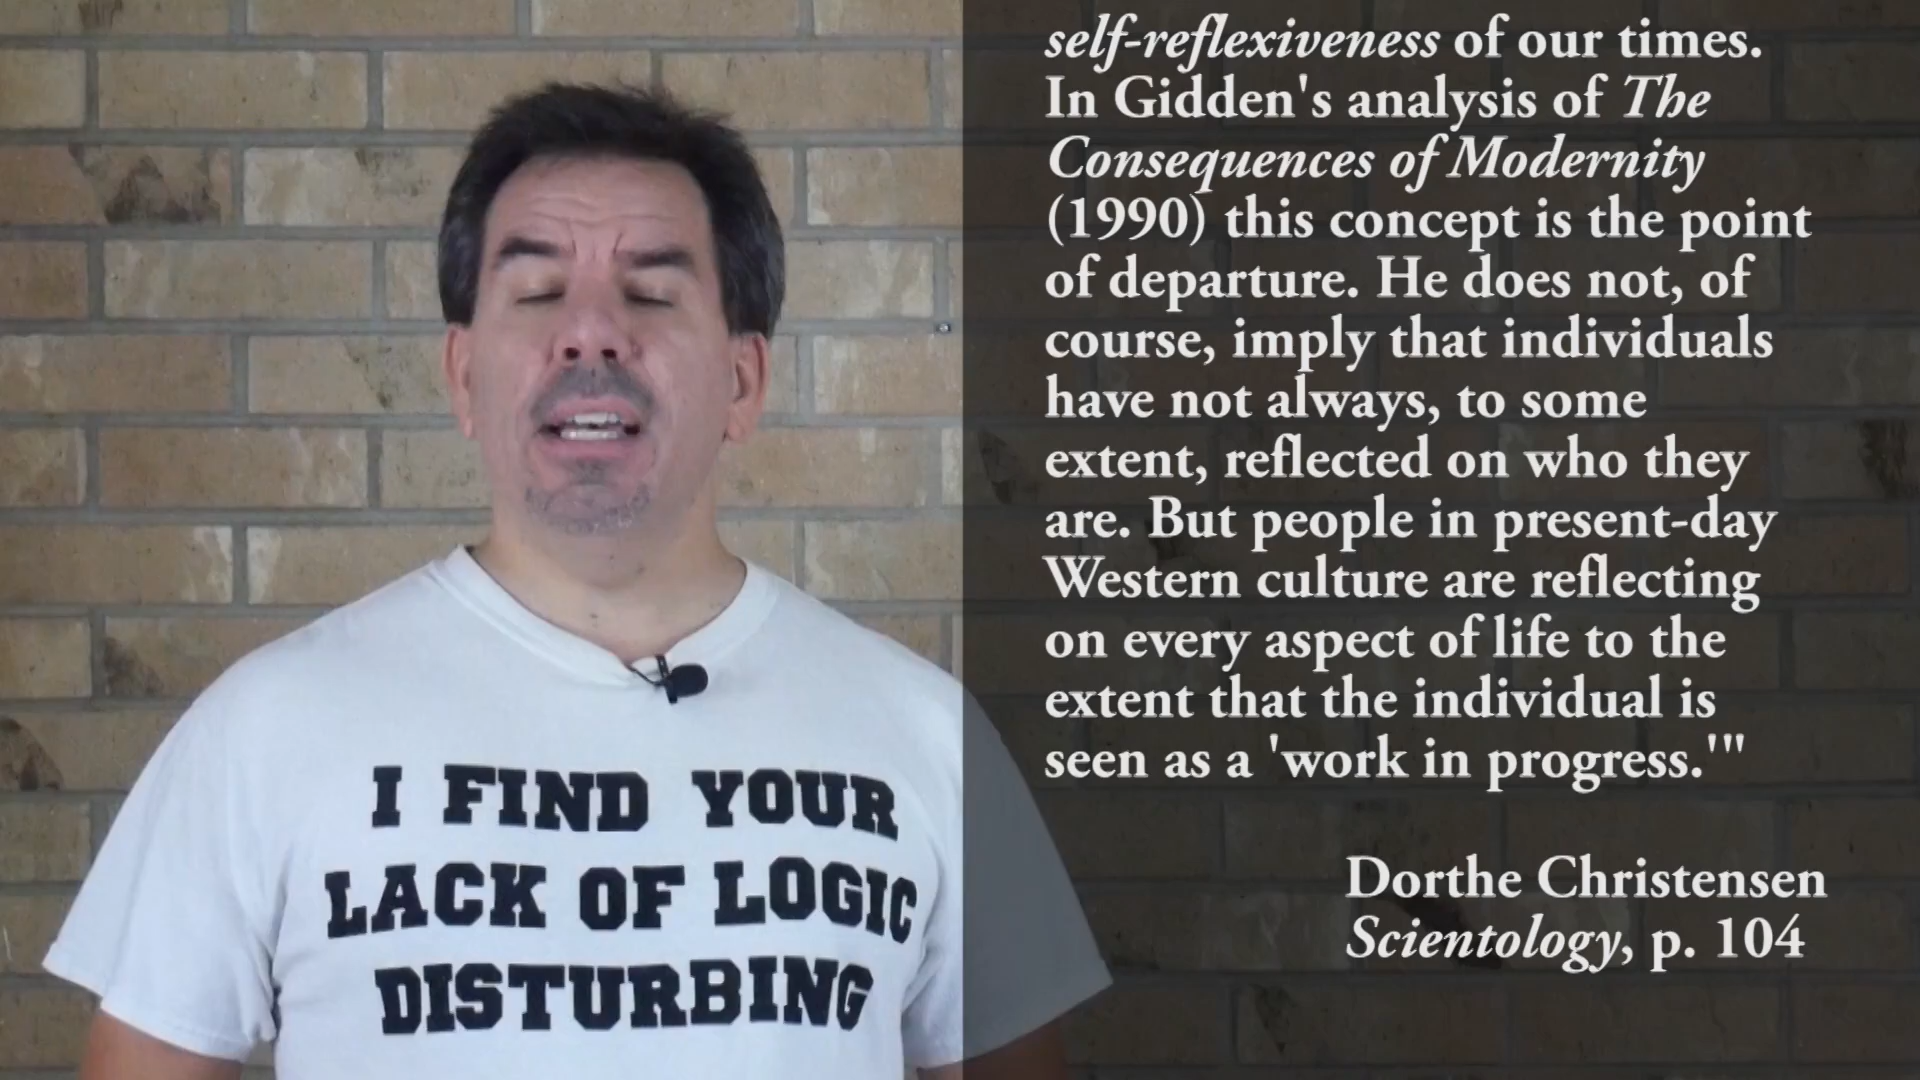 self-reflexiveness of our times.
In Gidden's analysis of The
Consequences of Modernity
(1990) this concept is the point
of departure. He does not, of
course, imply that individuals
have not always, to some
extent, reflected on who they
are. But people in present-day
Western culture are reflecting
on every aspect of life to the
extent that the individual is
seen as a 'work in progress.'"
Dorthe Christensen
Scientology, p. 104
I FIND YOUR
LACK OF LOGIC
DISTURBING